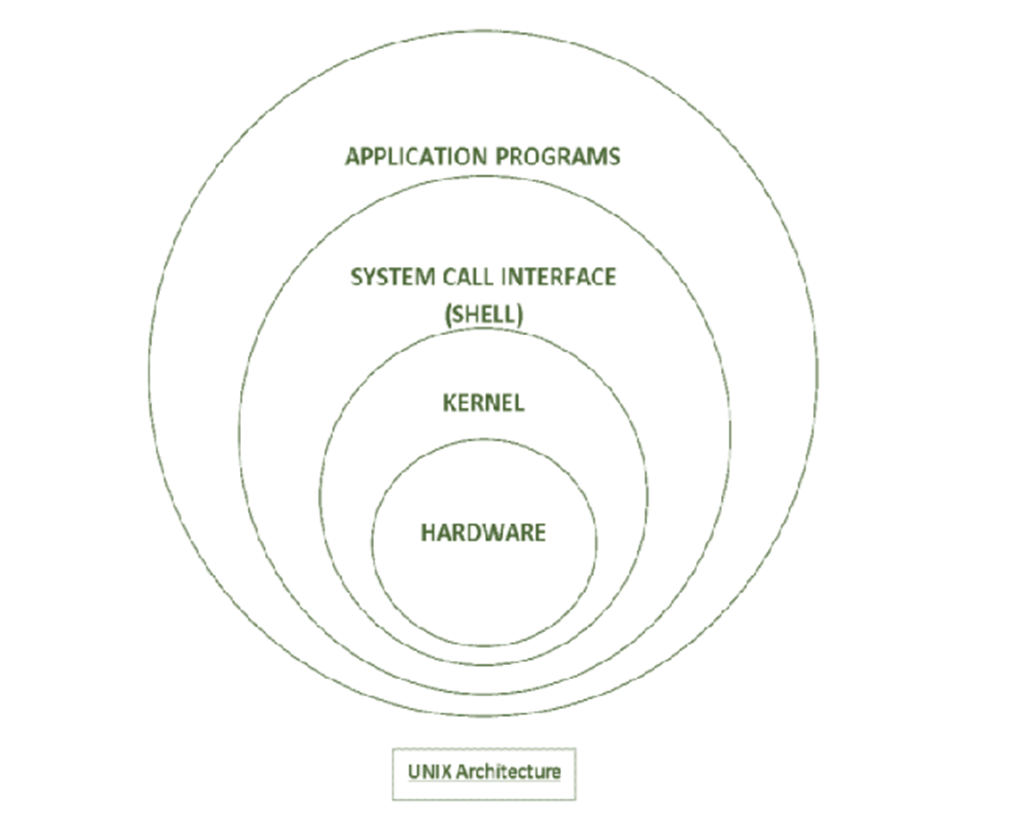 APPLICATION PROGRAMS
SYSTEM CALL INTERFACE
(SHELL)
KERNEL
HARDWARE
UNIX Architecture